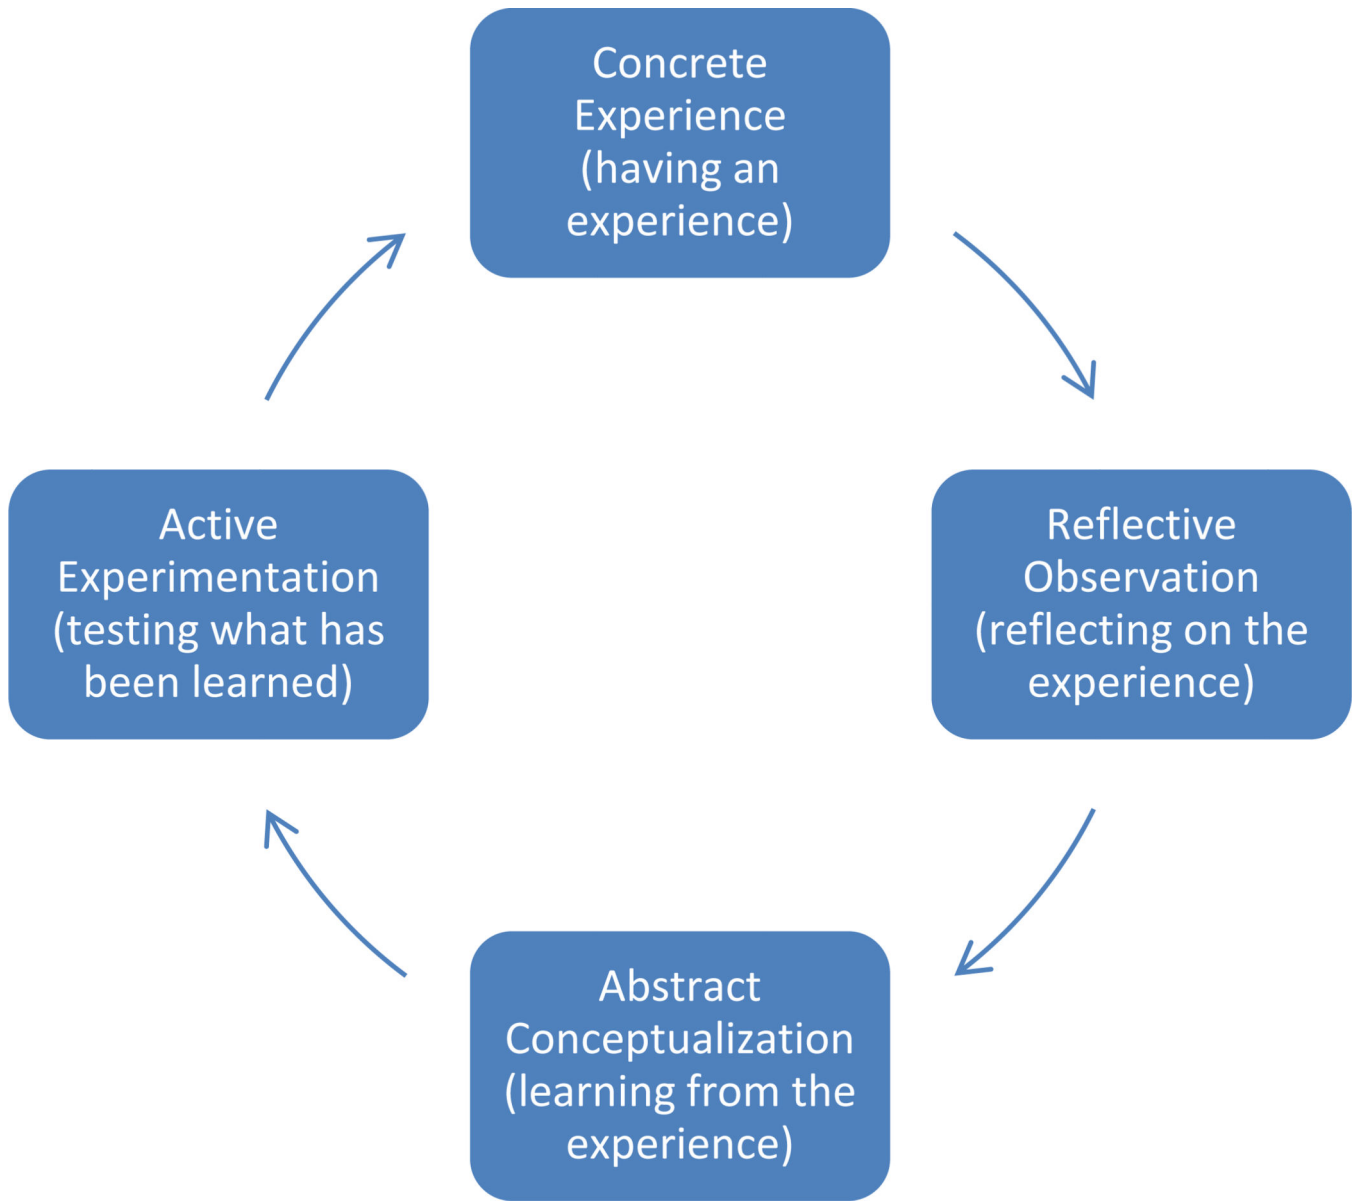 Concrete
Experience
(having an
experience)
Active
Experimentation
(testing what has
been learned)
Reflective
Observation
(reflecting on the
experience)
Abstract
Conceptualization
(learning from the
experience)